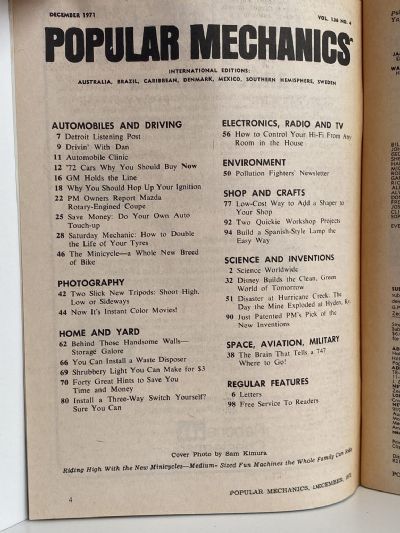 DECEMBER 1971
VOL. 136 NO. 4
POPULAR MECHANICS
INTERNATIONAL EDITIONS:
AUSTRALIA, BRAZIL, CARIBBEAN, DENMARK, MEXICO, SOUTHERN HEMISPHERE, SWEDEN
AUTOMOBILES AND DRIVING
7 Detroit Listening Post
9 Drivin' With Dan
11 Automobile Clinic
12 '72 Cars Why You Should Buy Now
16 GM Holds the Line
18 Why You Should Hop Up Your Ignition
22 PM Owners Report Mazda
Rotary-Engined Coupe
25 Save Money: Do Your Own Auto
Touch-up
28 Saturday Mechanic: How to Double
the Life of Your Tyres
46 The Minicycle—a Whole New Breed
of Bike
PHOTOGRAPHY
42 Two Slick New Tripods: Shoot High,
Low or Sideways
44 Now It's Instant Color Movies!
HOME AND YARD
62 Behind Those Handsome Walls—
Storage Galore
66 You Can Install a Waste Disposer
69 Shrubbery Light You Can Make for $3
70 Forty Great Hints to Save You
Time and Money
80 Install a Three-Way Switch Yourself?
Sure You Can
ELECTRONICS, RADIO AND TV
56 How to Control Your Hi-Fi From Any
Room in the House
ENVIRONMENT
50 Pollution Fighters' Newsletter
SHOP AND CRAFTS
77 Low-Cost Way to Add a Shaper to
Your Shop
92 Two Quickie Workshop Projects
94 Build a Spanish-Style Lamp the
Easy Way
SCIENCE AND INVENTIONS
2 Science Worldwide
32 Disney Builds the Clean, Green
World of Tomorrow
51 Disaster at Hurricane Creek: The
Day the Mine Exploded at Hyden, Ky.
90 Just Patented PM's Pick of the
New Inventions
SPACE, AVIATION, MILITARY
38 The Brain That Tells a 747
Where to Go!
REGULAR FEATURES
6 Letters
98 Free Service To Readers
Cover Photo by Sam Kimura
Riding High With the New Minicycles—Medium- Sized Fun Machines the Whole Family Can Ride
4
POPULAR MECHANICS, DECEMBER, 1971